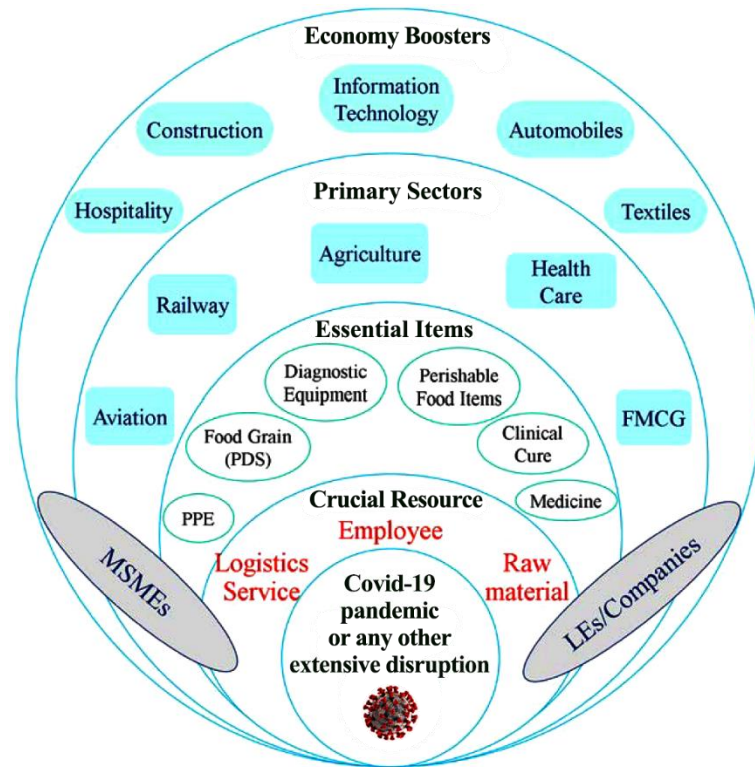 Economy Boosters
Information
Technology
Construction
Automobiles
Hospitality
Textiles
Primary Sectors
Agriculture
Railway
Health
Care
Aviation
FMCG
Essential Items
Diagnostic
Equipment
Perishable
Food Items
Food Grain
(PDS)
Clinical
Cure
PPE
Medicine
Crucial Resource
Employee
Logistics
Service
Raw
material
MSMEs
LEs/Companies
Covid-19
pandemic
or any other
extensive disruption